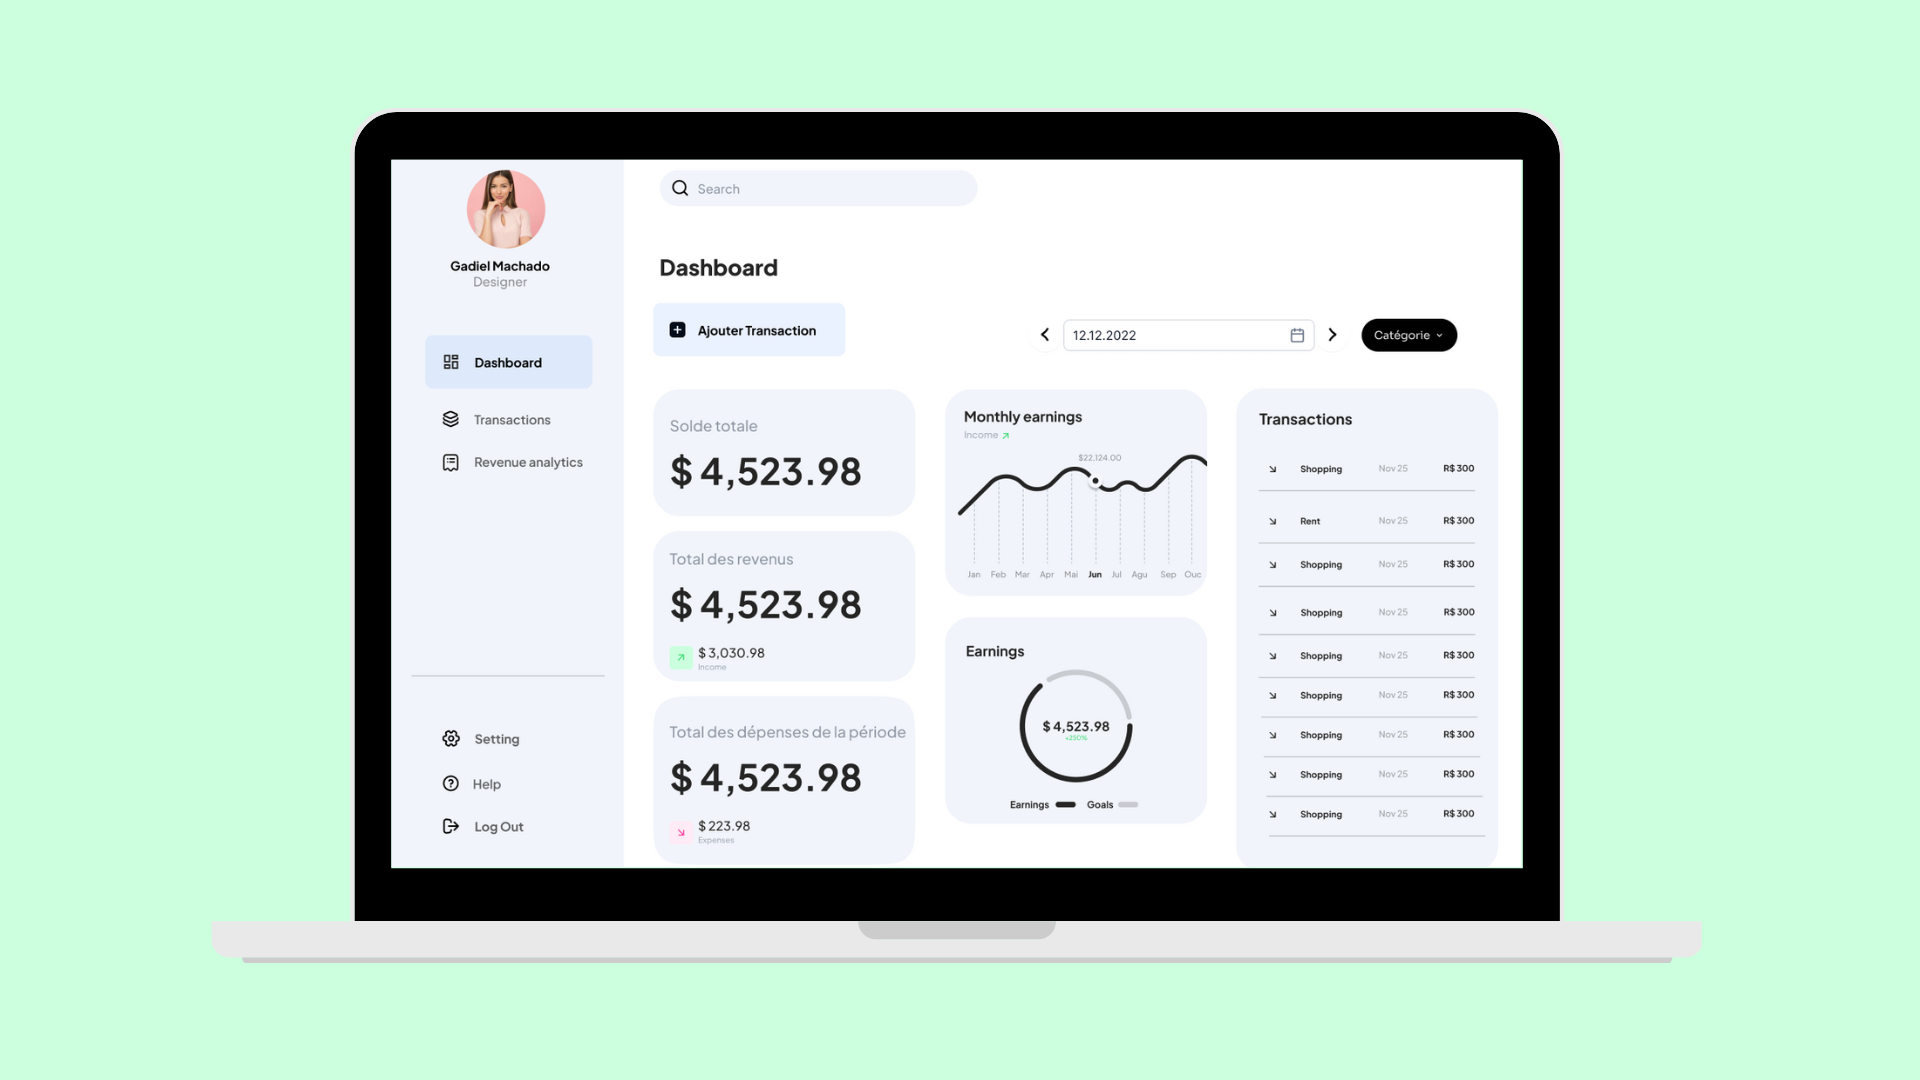 Gadiel Machado
Designer
Dashboard
Transactions
Revenue analytics
Setting
Help
Log Out
Search
Dashboard
Ajouter Transaction
12.12.2022
Catégorie
Solde totale
$ 4,523.98
Total des revenus
$ 4,523.98
$ 3,030.98
Income
Total des dépenses de la période
$ 4,523.98
$ 223.98
Expenses
Monthly earnings
Income
$22,124.00
Jan Feb Mar Apr Mai Jun Jul Agu Sep Ouc
Earnings
$ 4,523.98
+230%
Earnings Goals
Transactions
Shopping Nov 25 R$ 300
Rent Nov 25 R$ 300
Shopping Nov 25 R$ 300
Shopping Nov 25 R$ 300
Shopping Nov 25 R$ 300
Shopping Nov 25 R$ 300
Shopping Nov 25 R$ 300
Shopping Nov 25 R$ 300
Shopping Nov 25 R$ 300